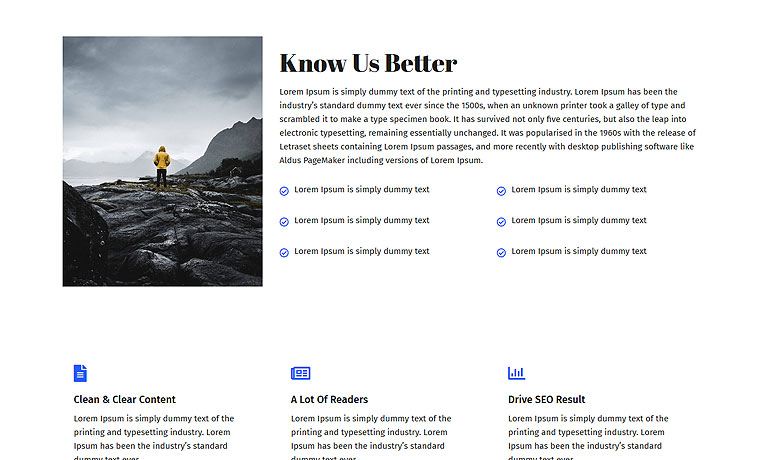 Know Us Better
Lorem Ipsum is simply dummy text of the printing and typesetting industry. Lorem Ipsum has been the
industry’s standard dummy text ever since the 1500s, when an unknown printer took a galley of type and
scrambled it to make a type specimen book. It has survived not only five centuries, but also the leap into
electronic typesetting, remaining essentially unchanged. It was popularised in the 1960s with the release of
Letraset sheets containing Lorem Ipsum passages, and more recently with desktop publishing software like
Aldus PageMaker including versions of Lorem Ipsum.
Lorem Ipsum is simply dummy text
Lorem Ipsum is simply dummy text
Lorem Ipsum is simply dummy text
Lorem Ipsum is simply dummy text
Lorem Ipsum is simply dummy text
Lorem Ipsum is simply dummy text
Clean & Clear Content
Lorem Ipsum is simply dummy text of the
printing and typesetting industry. Lorem
Ipsum has been the industry’s standard
dummy text ever
A Lot Of Readers
Lorem Ipsum is simply dummy text of the
printing and typesetting industry. Lorem
Ipsum has been the industry’s standard
dummy text ever
Drive SEO Result
Lorem Ipsum is simply dummy text of the
printing and typesetting industry. Lorem
Ipsum has been the industry’s standard
dummy text ever